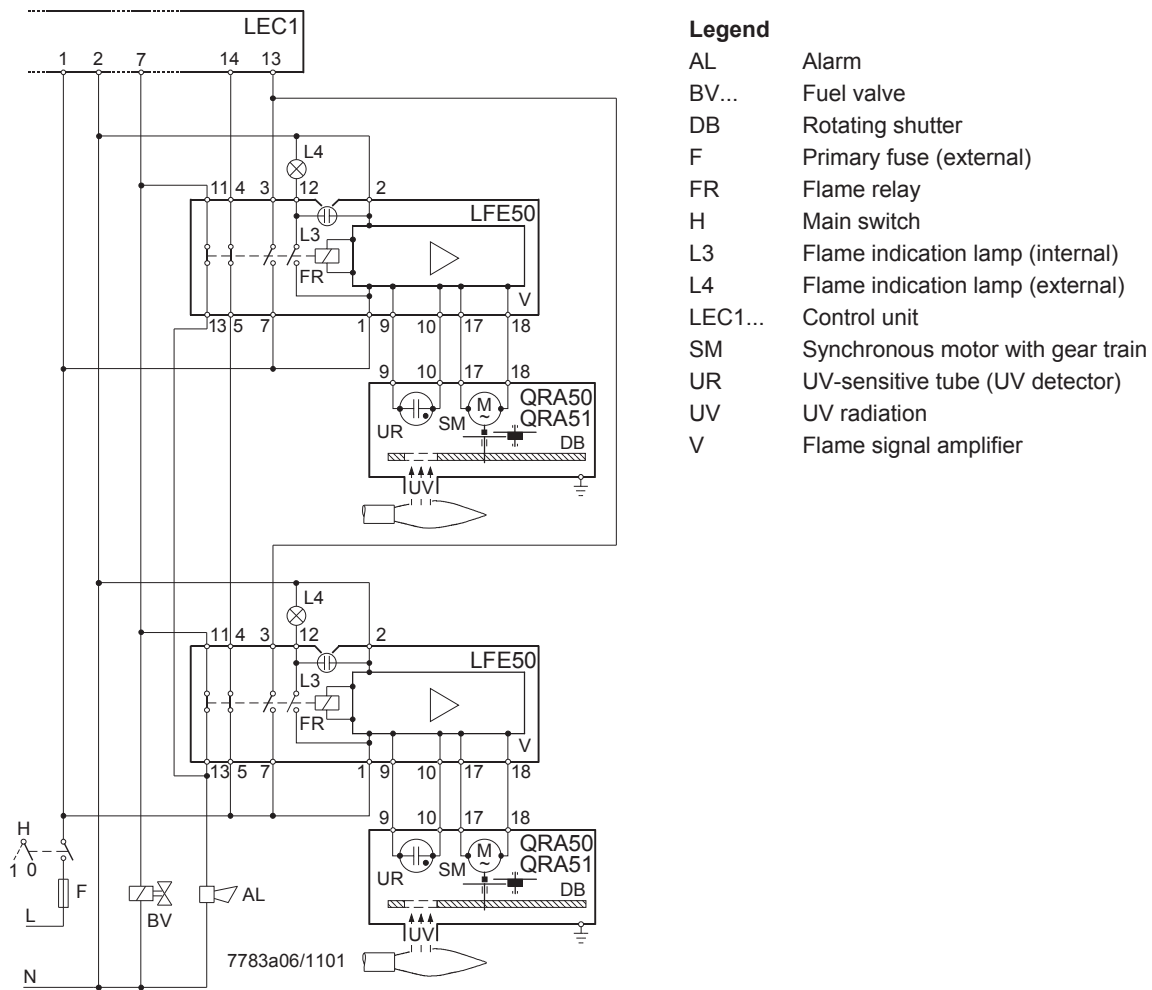 LEC1
1 2 7 14 13
L4
11 4 3 12 2
LFE50
L3
FR
V
13 5 7 1 9 10 17 18
9 10 17 18
M
~
QRA50
QRA51
UR SM
DB
UV
L4
11 4 3 12 2
LFE50
L3
FR
V
13 5 7 1 9 10 17 18
9 10 17 18
M
~
QRA50
QRA51
UR SM
DB
UV
H
1 0
F
L
BV
AL
7783a06/1101
N
Legend
AL Alarm
BV... Fuel valve
DB Rotating shutter
F Primary fuse (external)
FR Flame relay
H Main switch
L3 Flame indication lamp (internal)
L4 Flame indication lamp (external)
LEC1... Control unit
SM Synchronous motor with gear train
UR UV-sensitive tube (UV detector)
UV UV radiation
V Flame signal amplifier